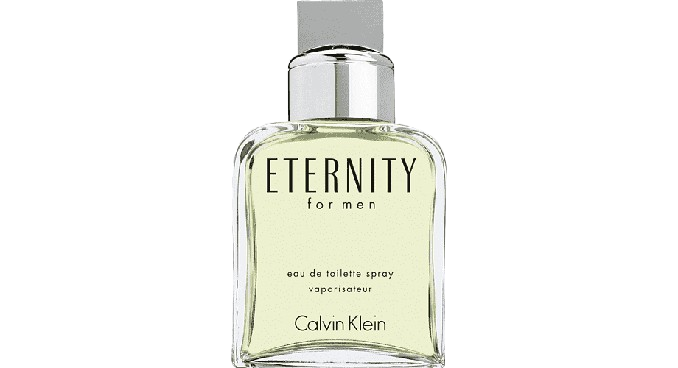 ETERNITY
for men
eau de toilette spray
vaporisateur
Calvin Klein